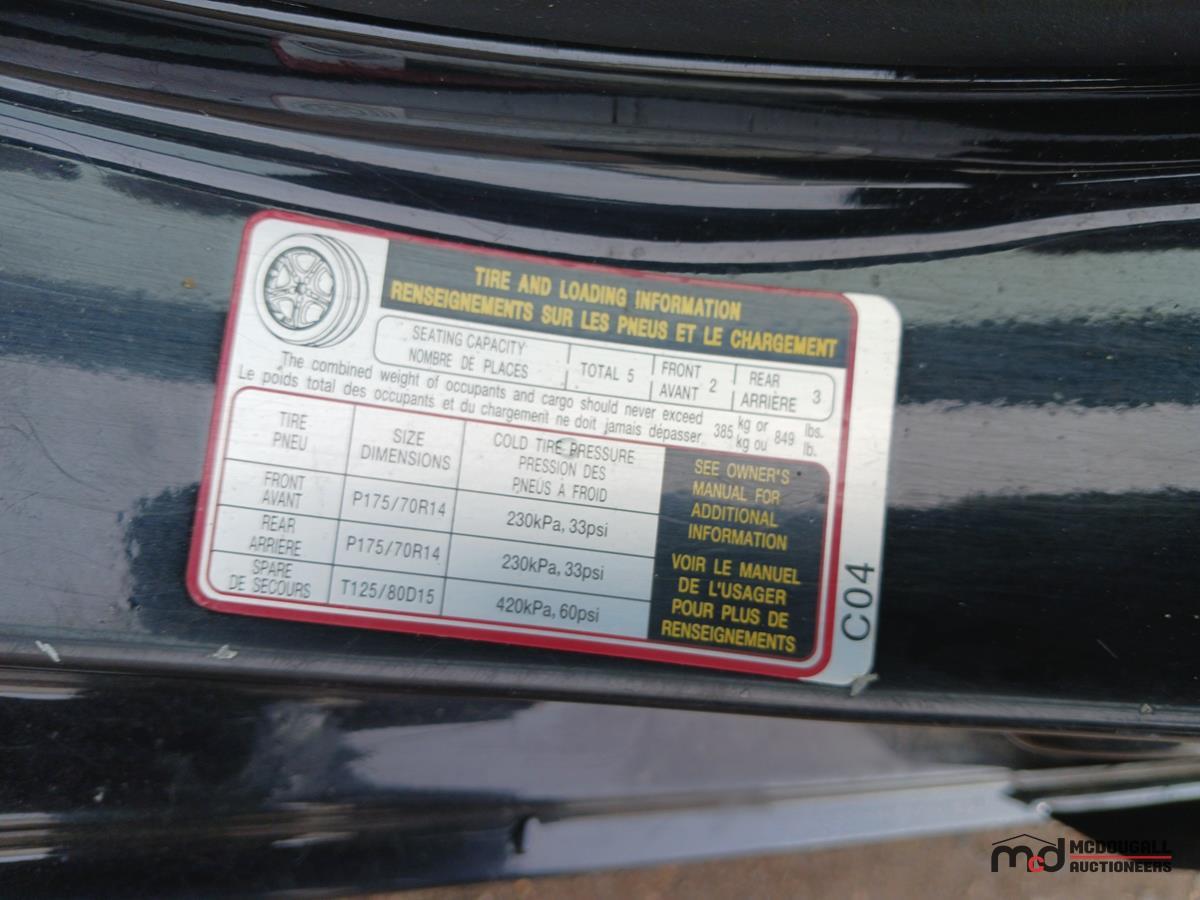 TIRE AND LOADING INFORMATION
RENSEIGNEMENTS SUR LES PNEUS ET LE CHARGEMENT
SEATING CAPACITY
NOMBRE DE PLACES
TOTAL 5
FRONT
AVANT
2
REAR
ARRIÈRE
3
The combined weight of occupants and cargo should never exceed 385 kg or 849 lbs.
Le poids total des occupants et du chargement ne doit jamais dépasser kg ou lb.
TIRE
PNEU
SIZE
DIMENSIONS
COLD TIRE PRESSURE
PRESSION DES
PNEUS À FROID
FRONT
AVANT
P175/70R14
230kPa, 33psi
REAR
ARRIÈRE
P175/70R14
230kPa, 33psi
SPARE
DE SECOURS
T125/80D15
420kPa, 60psi
SEE OWNER'S
MANUAL FOR
ADDITIONAL
INFORMATION
VOIR LE MANUEL
DE L'USAGER
POUR PLUS DE
RENSEIGNEMENTS
C04
mcd
MCDOUGALL
AUCTIONEERS